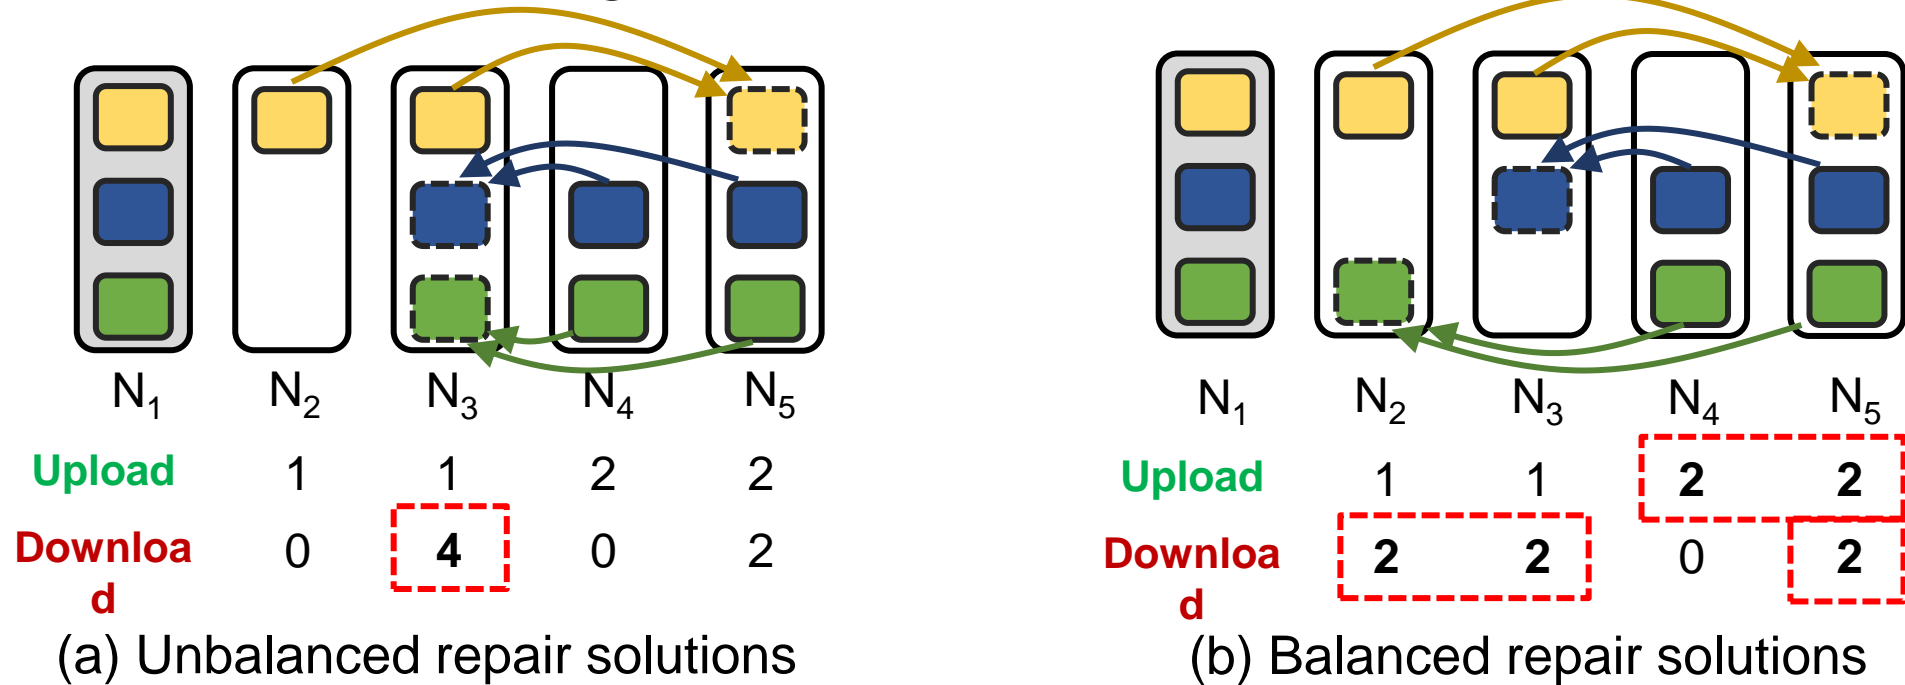 N1 N2 N3 N4 N5
Upload 1 1 2 2
Downloa
d 0 4 0 2
(a) Unbalanced repair solutions
N1 N2 N3 N4 N5
Upload 1 1 2 2
Downloa
d 2 2 0 2
(b) Balanced repair solutions